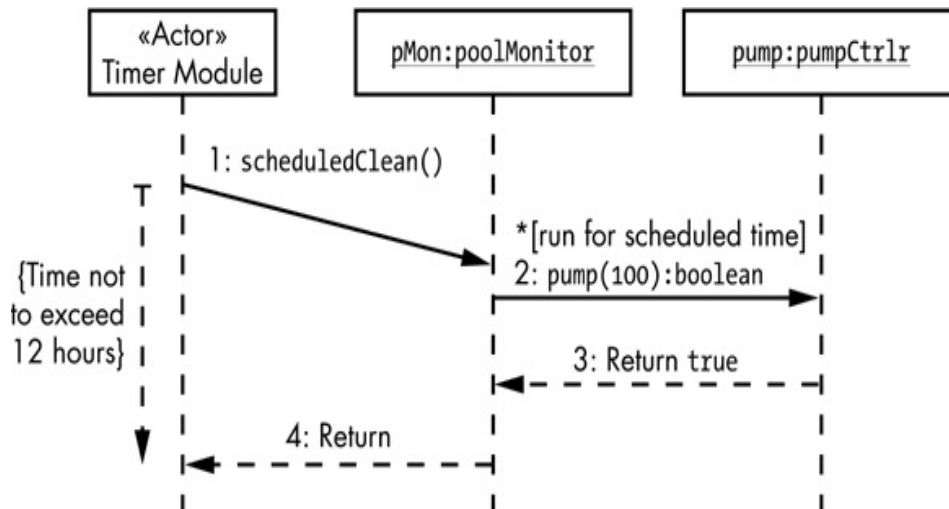 «Actor»
Timer Module
pMon:poolMonitor
pump:pumpCtrlr
1: scheduledClean()
*[run for scheduled time]
2: pump(100):boolean
{Time not
to exceed
12 hours}
3: Return true
4: Return